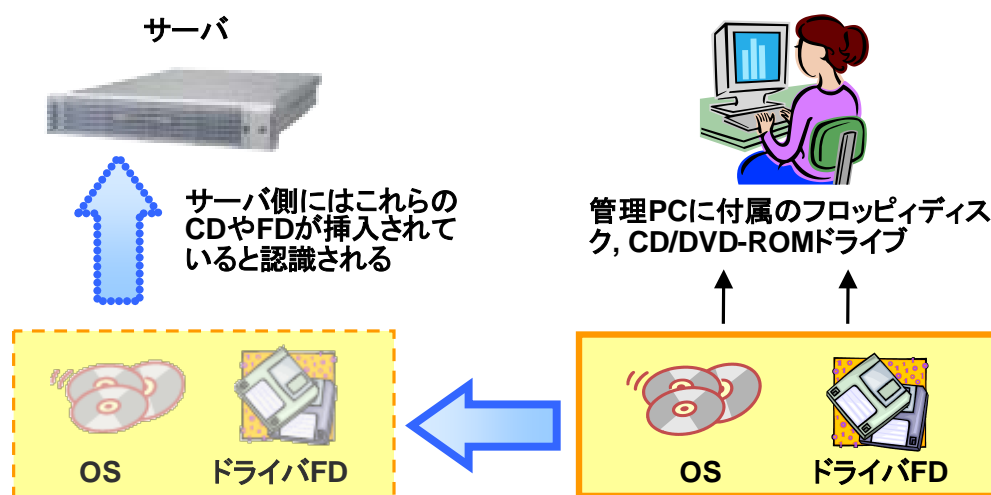 サーバ
サーバ側にはこれらの
CDやFDが挿入されて
いると認識される
管理PCに付属のフロッピィディス
ク, CD/DVD-ROMドライブ
OS ドライバFD
OS ドライバFD